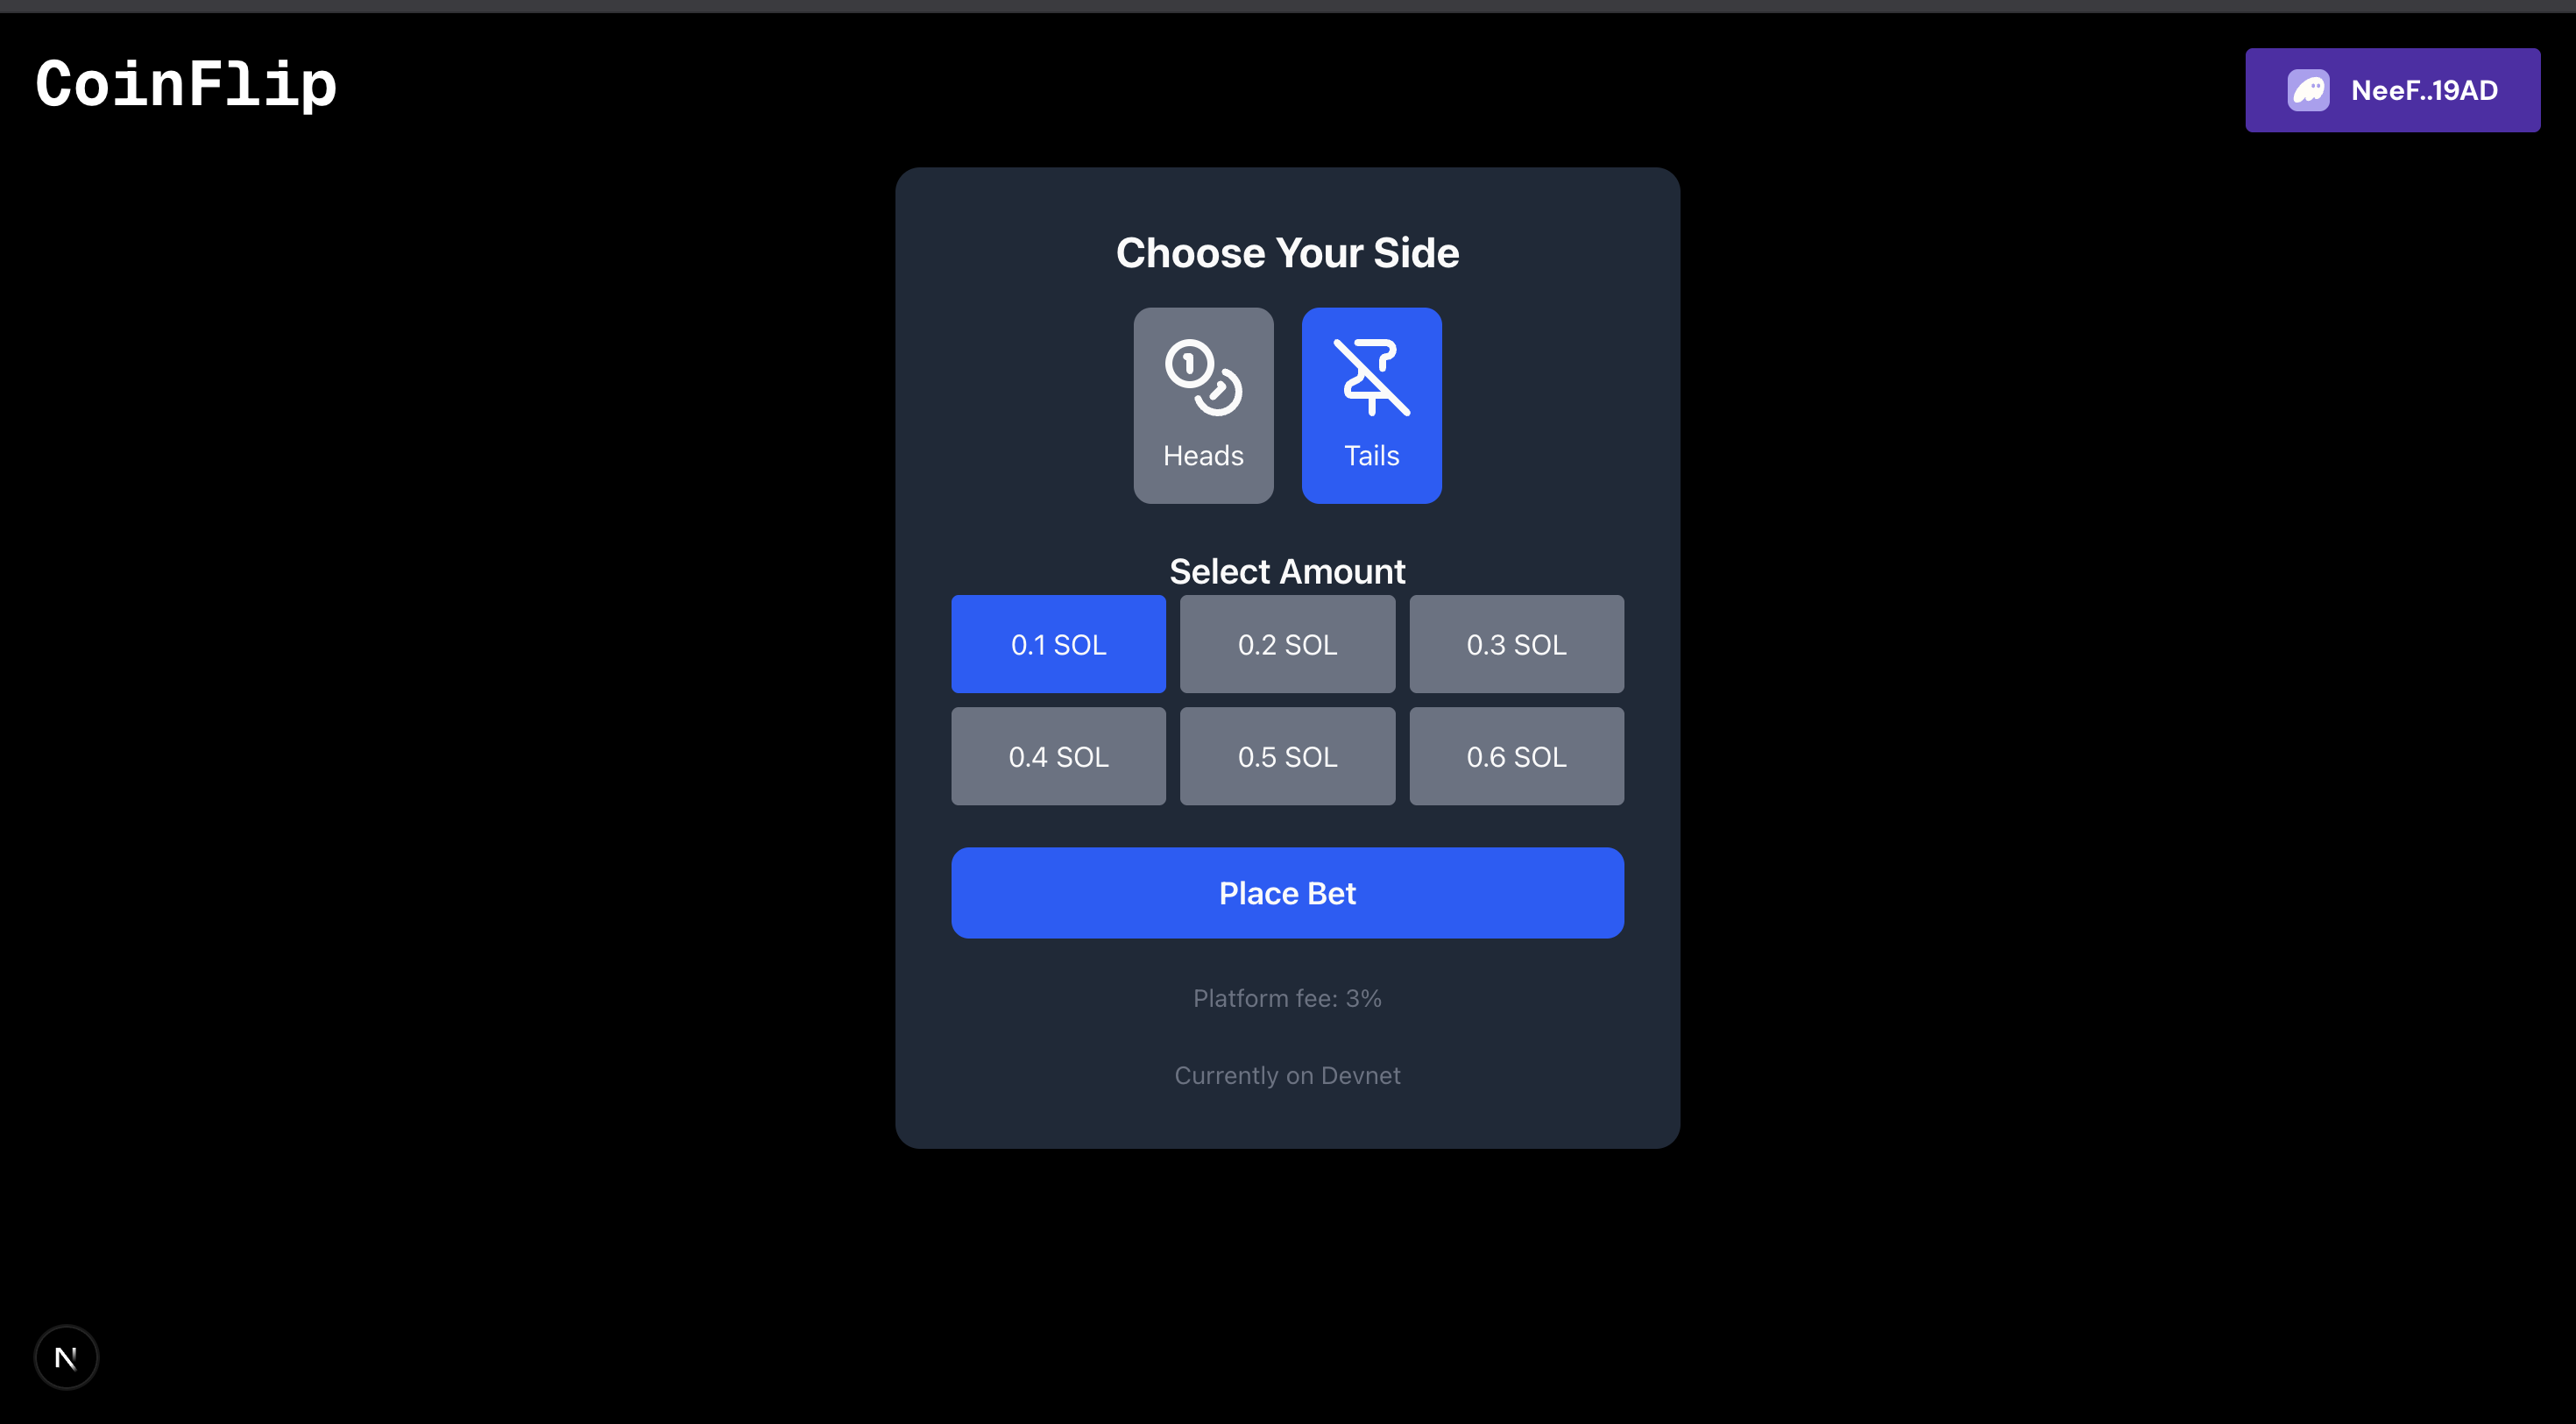 CoinFlip
NeeF..19AD
Choose Your Side
1
Heads
Tails
Select Amount
0.1 SOL
0.2 SOL
0.3 SOL
0.4 SOL
0.5 SOL
0.6 SOL
Place Bet
Platform fee: 3%
Currently on Devnet
N